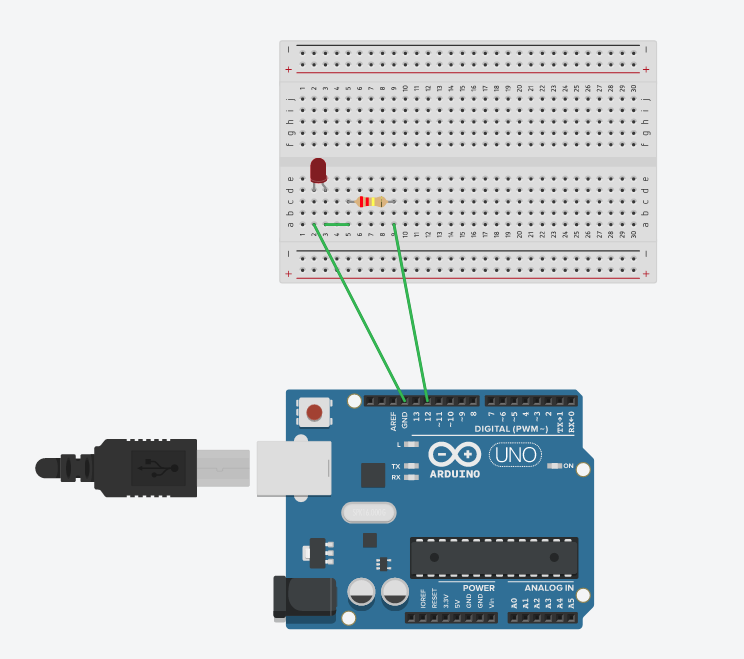 − −
+ +
1 2 3 4 5 6 7 8 9 10 11 12 13 14 15 16 17 18 19 20 21 22 23 24 25 26 27 28 29 30
j j
i i
h h
g g
f f
e e
d d
c c
b b
a a
1 2 3 4 5 6 7 8 9 10 11 12 13 14 15 16 17 18 19 20 21 22 23 24 25 26 27 28 29 30
− −
+ +
AREF GND 13 12 ~11 ~10 ~9 8 7 ~6 ~5 4 ~3 2 TX→1 RX←0
DIGITAL (PWM~)
L
TX
RX
UNO
ARDUINO
ON
POWER ANALOG IN
IOREF RESET 3.3V 5V GND GND Vin A0 A1 A2 A3 A4 A5